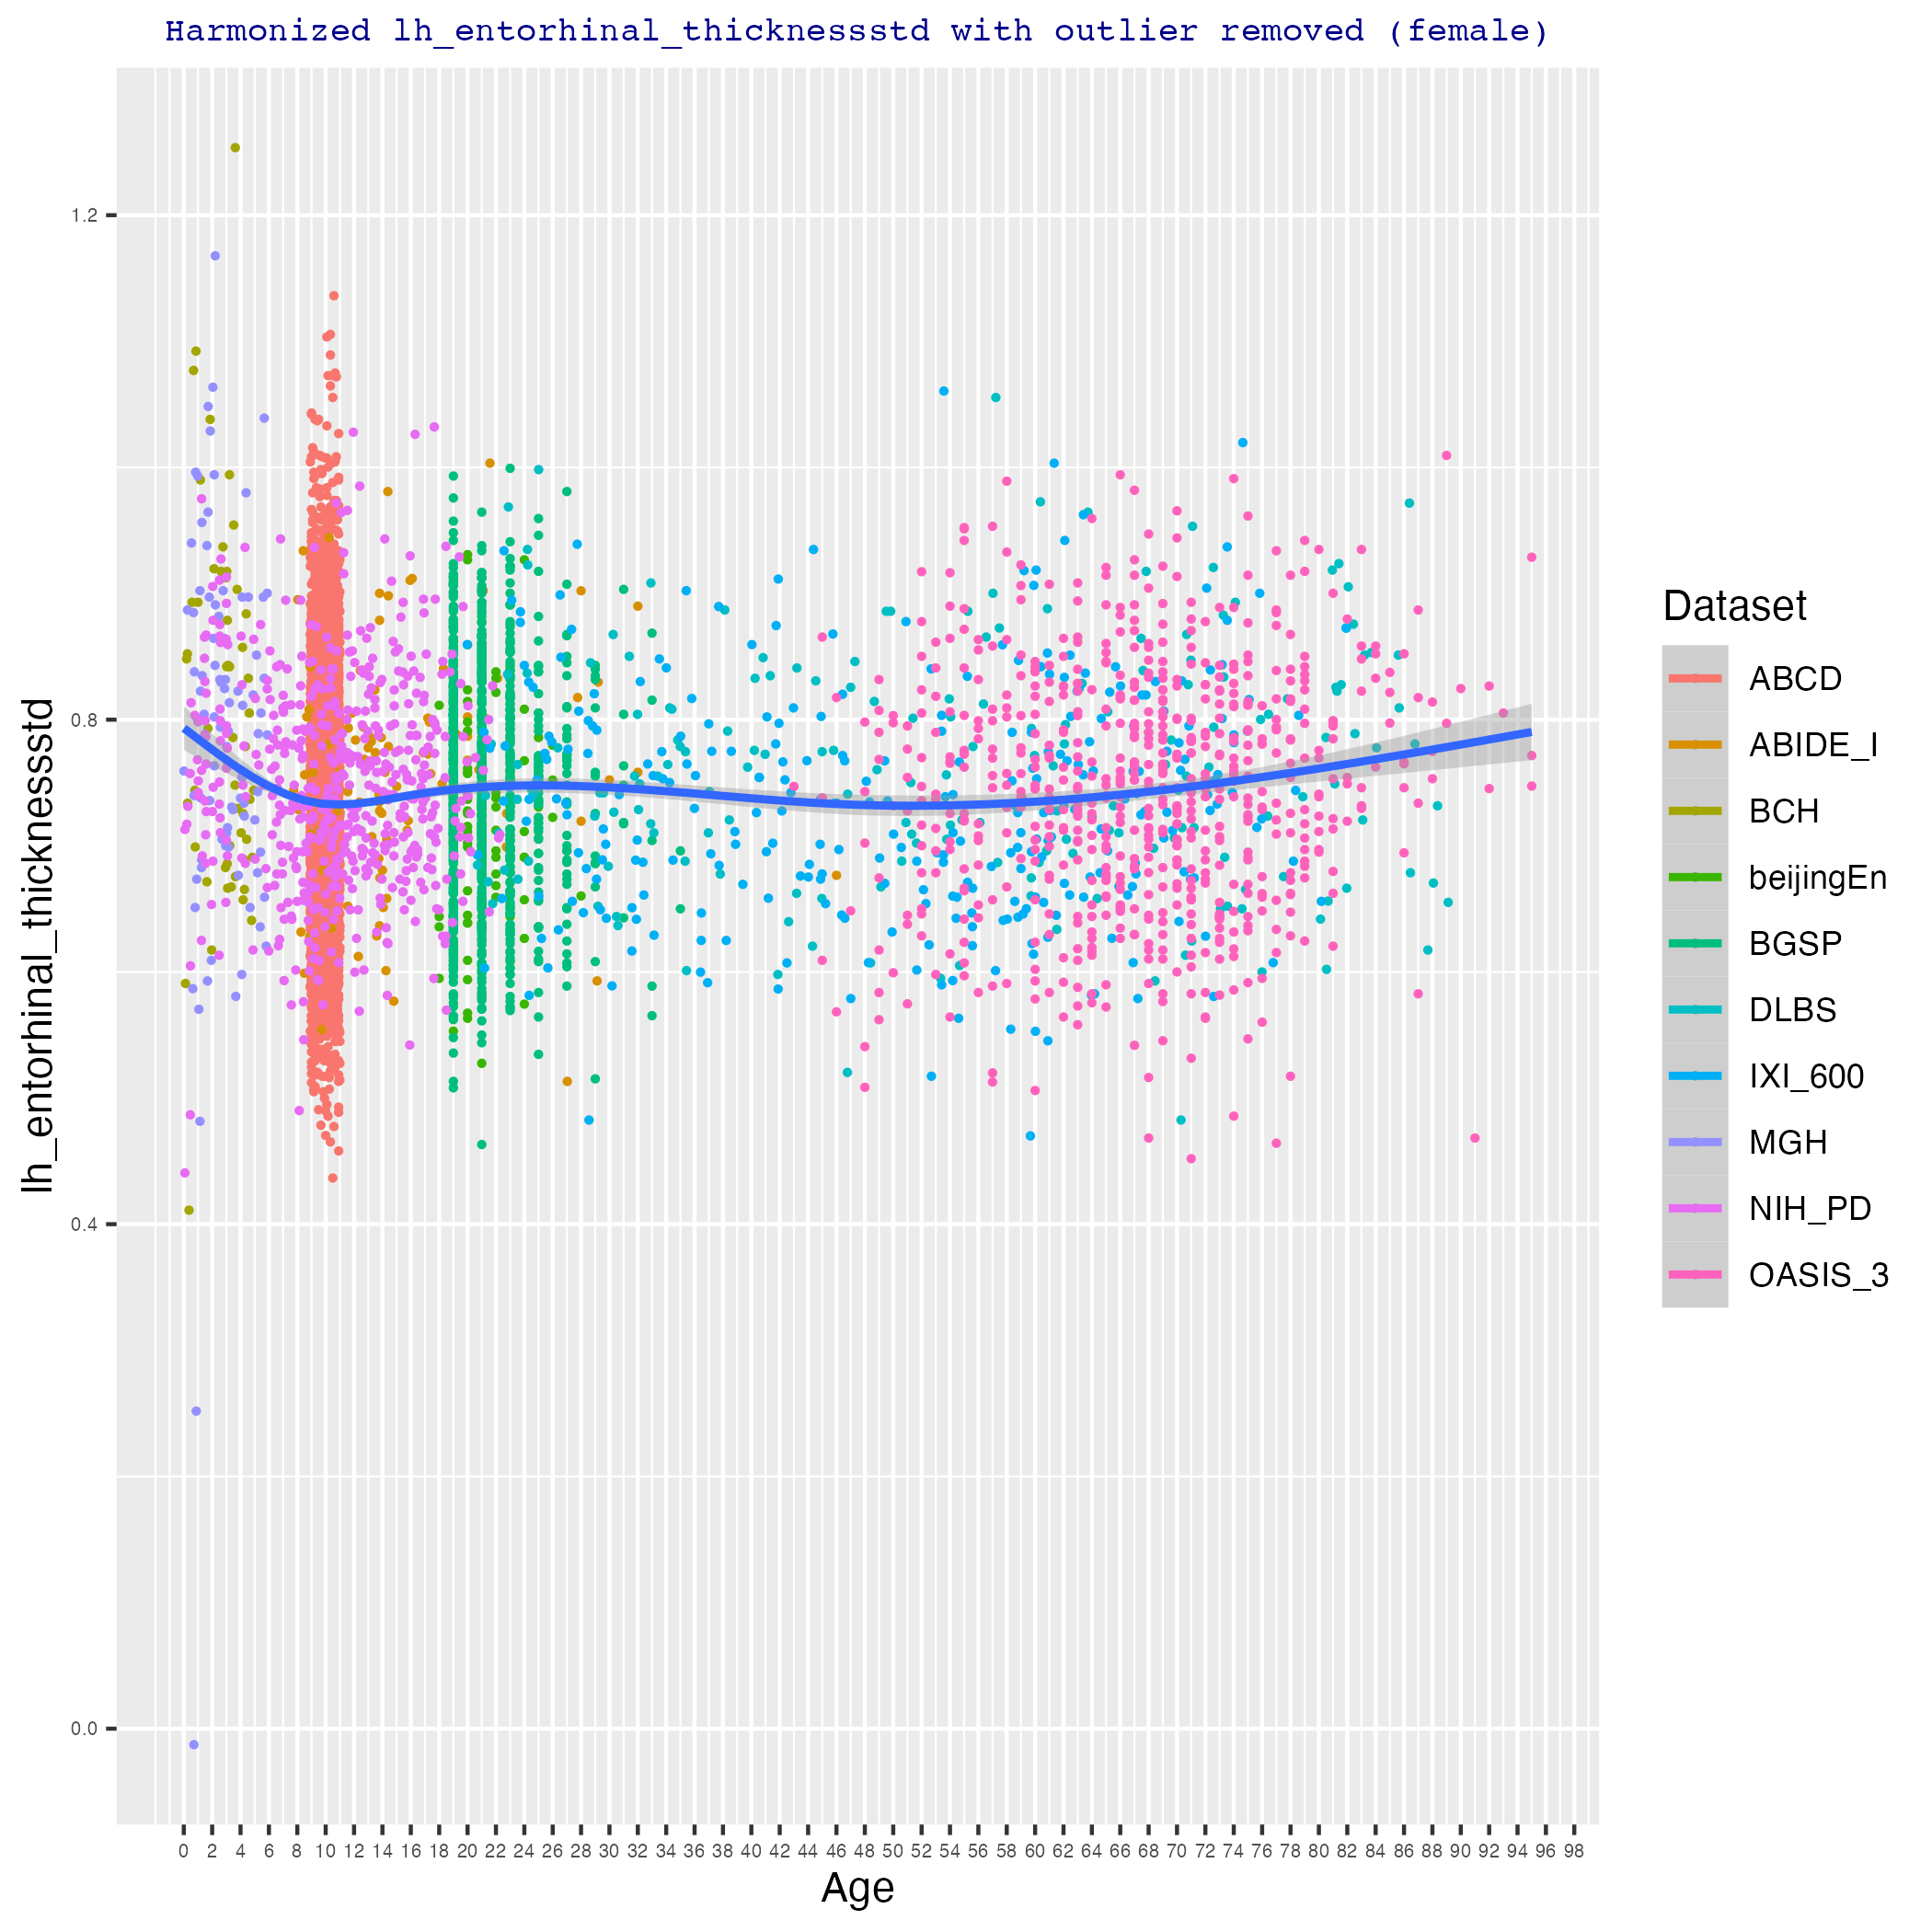 Harmonized lh_entorhinal_thicknessstd with outlier removed (female)
lh_entorhinal_thicknessstd
1.2
0.8
0.4
0.0
0 2 4 6 8 10 12 14 16 18 20 22 24 26 28 30 32 34 36 38 40 42 44 46 48 50 52 54 56 58 60 62 64 66 68 70 72 74 76 78 80 82 84 86 88 90 92 94 96 98
Age
Dataset
ABCD
ABIDE_I
BCH
beijingEn
BGSP
DLBS
IXI_600
MGH
NIH_PD
OASIS_3